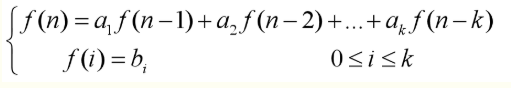 f(n) = a₁f(n−1) + a₂f(n−2) + ... + aₖf(n−k)
f(i) = bᵢ 0 ≤ i ≤ k